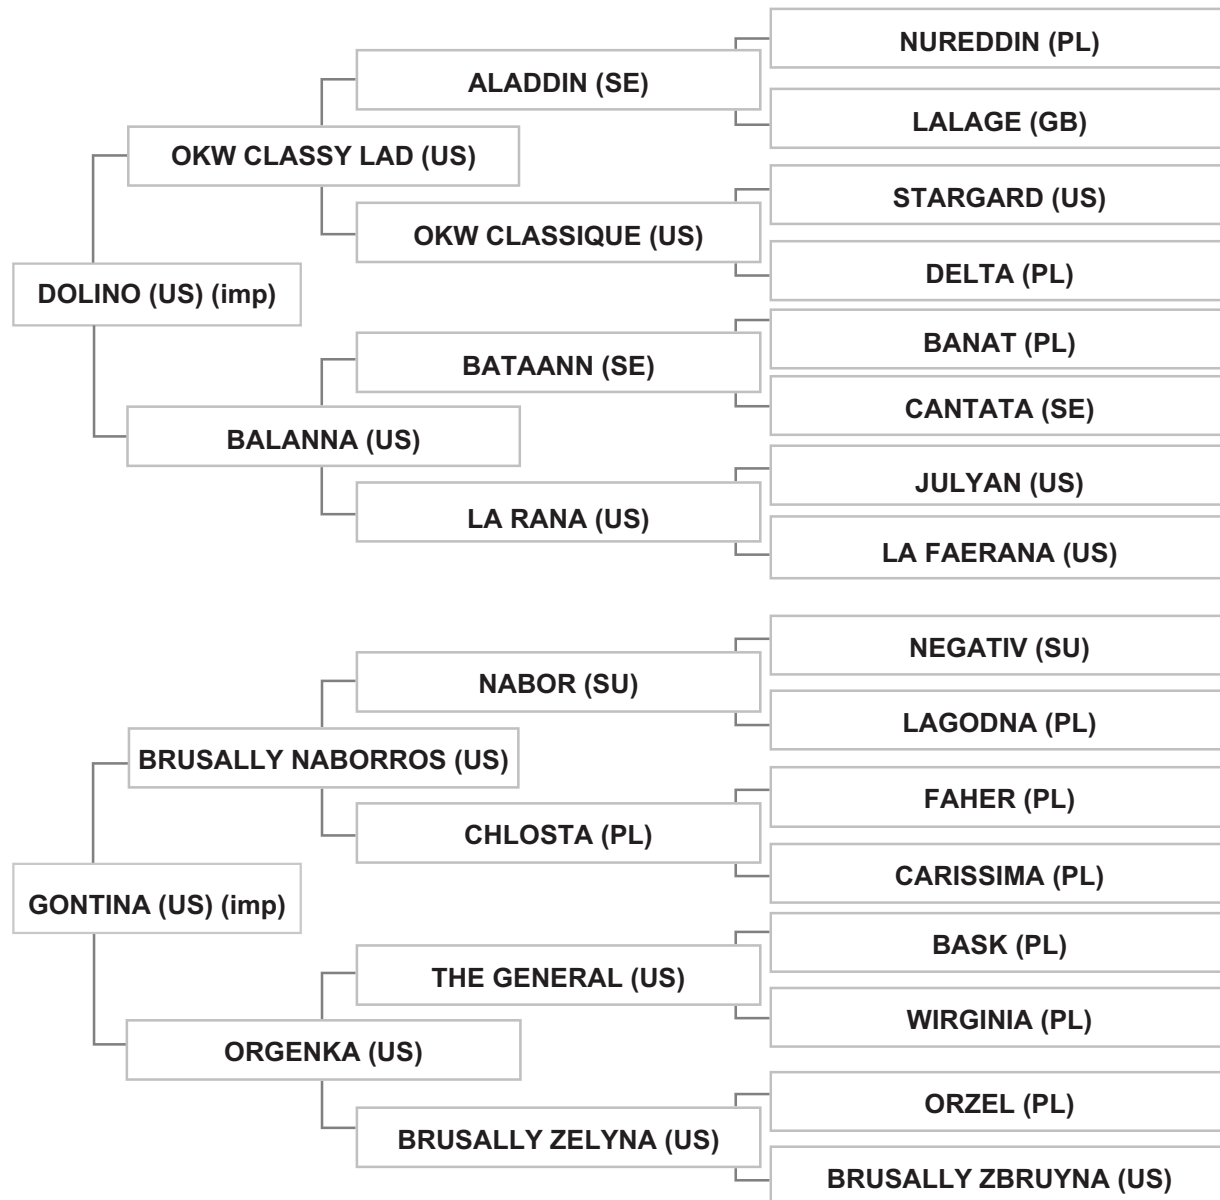 NUREDDIN (PL)
ALADDIN (SE)
LALAGE (GB)
OKW CLASSY LAD (US)
STARGARD (US)
OKW CLASSIQUE (US)
DELTA (PL)
DOLINO (US) (imp)
BANAT (PL)
BATAANN (SE)
CANTATA (SE)
BALANNA (US)
JULYAN (US)
LA RANA (US)
LA FAERANA (US)
NEGATIV (SU)
NABOR (SU)
LAGODNA (PL)
BRUSALLY NABORROS (US)
FAHER (PL)
CHLOSTA (PL)
CARISSIMA (PL)
GONTINA (US) (imp)
BASK (PL)
THE GENERAL (US)
WIRGINIA (PL)
ORGENKA (US)
ORZEL (PL)
BRUSALLY ZELYNA (US)
BRUSALLY ZBRUYNA (US)